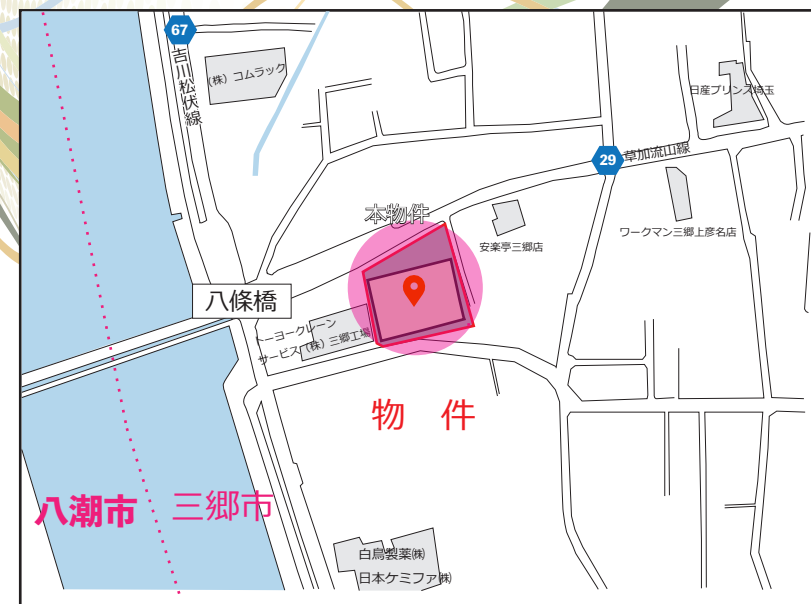 67
吉川松伏線
(株) コムラック
日産プリンス埼玉
29
草加流山線
本物件
安楽亭三郷店
ワークマン三郷上彦名店
八條橋
トーヨークレーン
サービス(株) 三郷工場
物 件
八潮市
三郷市
白鳥製薬㈱
日本ケミファ㈱